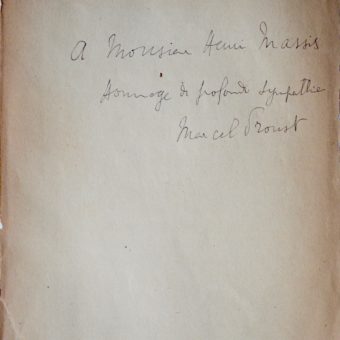 A Monsieur Henri Massis
Hommage de profonde sympathie
Marcel Proust